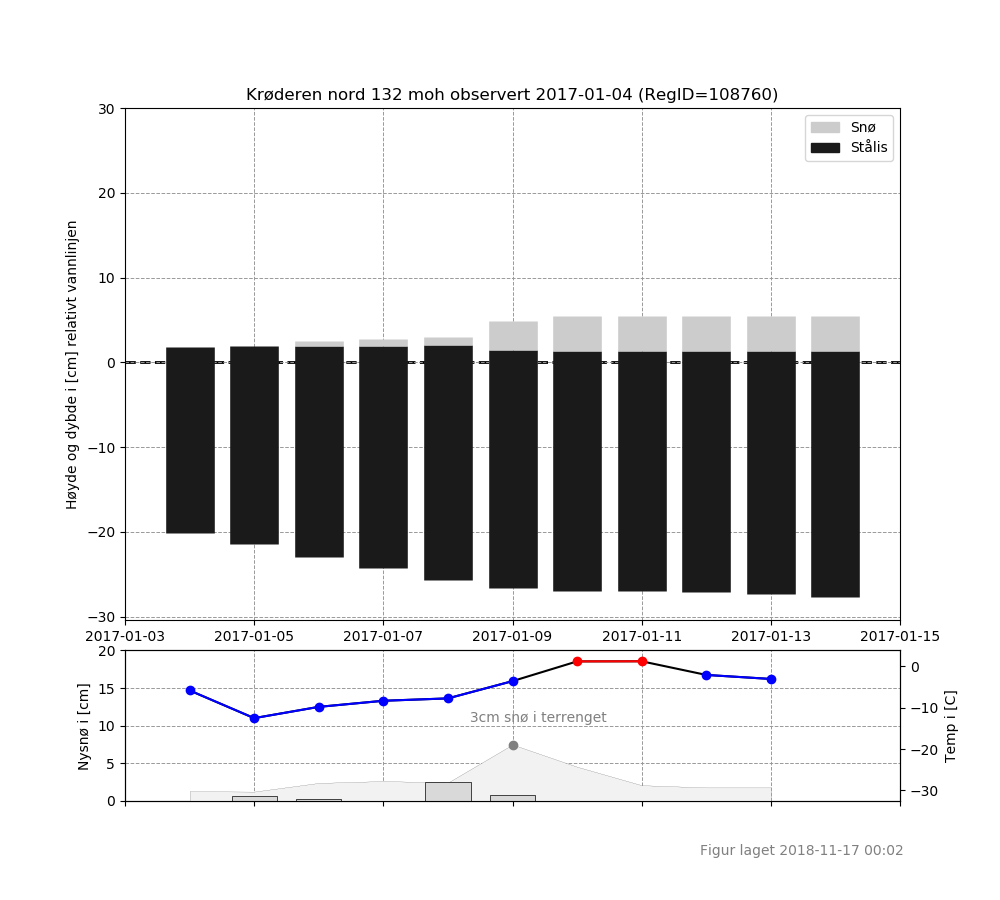 Krøderen nord 132 moh observert 2017-01-04 (RegID=108760)
Snø
Stålis
Høyde og dybde i [cm] relativt vannlinjen
30
20
10
0
−10
−20
−30
2017-01-03 2017-01-05 2017-01-07 2017-01-09 2017-01-11 2017-01-13 2017-01-15
Nysnø i [cm]
20
15
10
5
0
3cm snø i terrenget
0
−10
−20
−30
Temp i [C]
Figur laget 2018-11-17 00:02